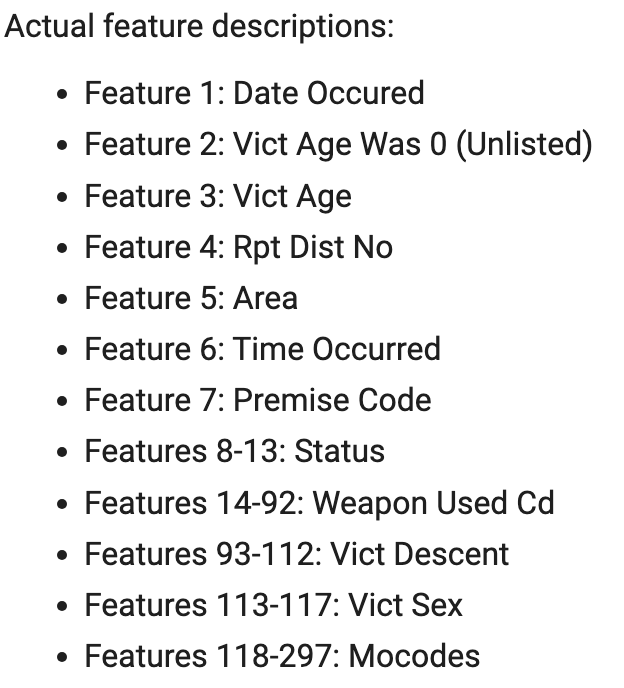 Actual feature descriptions:
• Feature 1: Date Occured
• Feature 2: Vict Age Was 0 (Unlisted)
• Feature 3: Vict Age
• Feature 4: Rpt Dist No
• Feature 5: Area
• Feature 6: Time Occurred
• Feature 7: Premise Code
• Features 8-13: Status
• Features 14-92: Weapon Used Cd
• Features 93-112: Vict Descent
• Features 113-117: Vict Sex
• Features 118-297: Mocodes